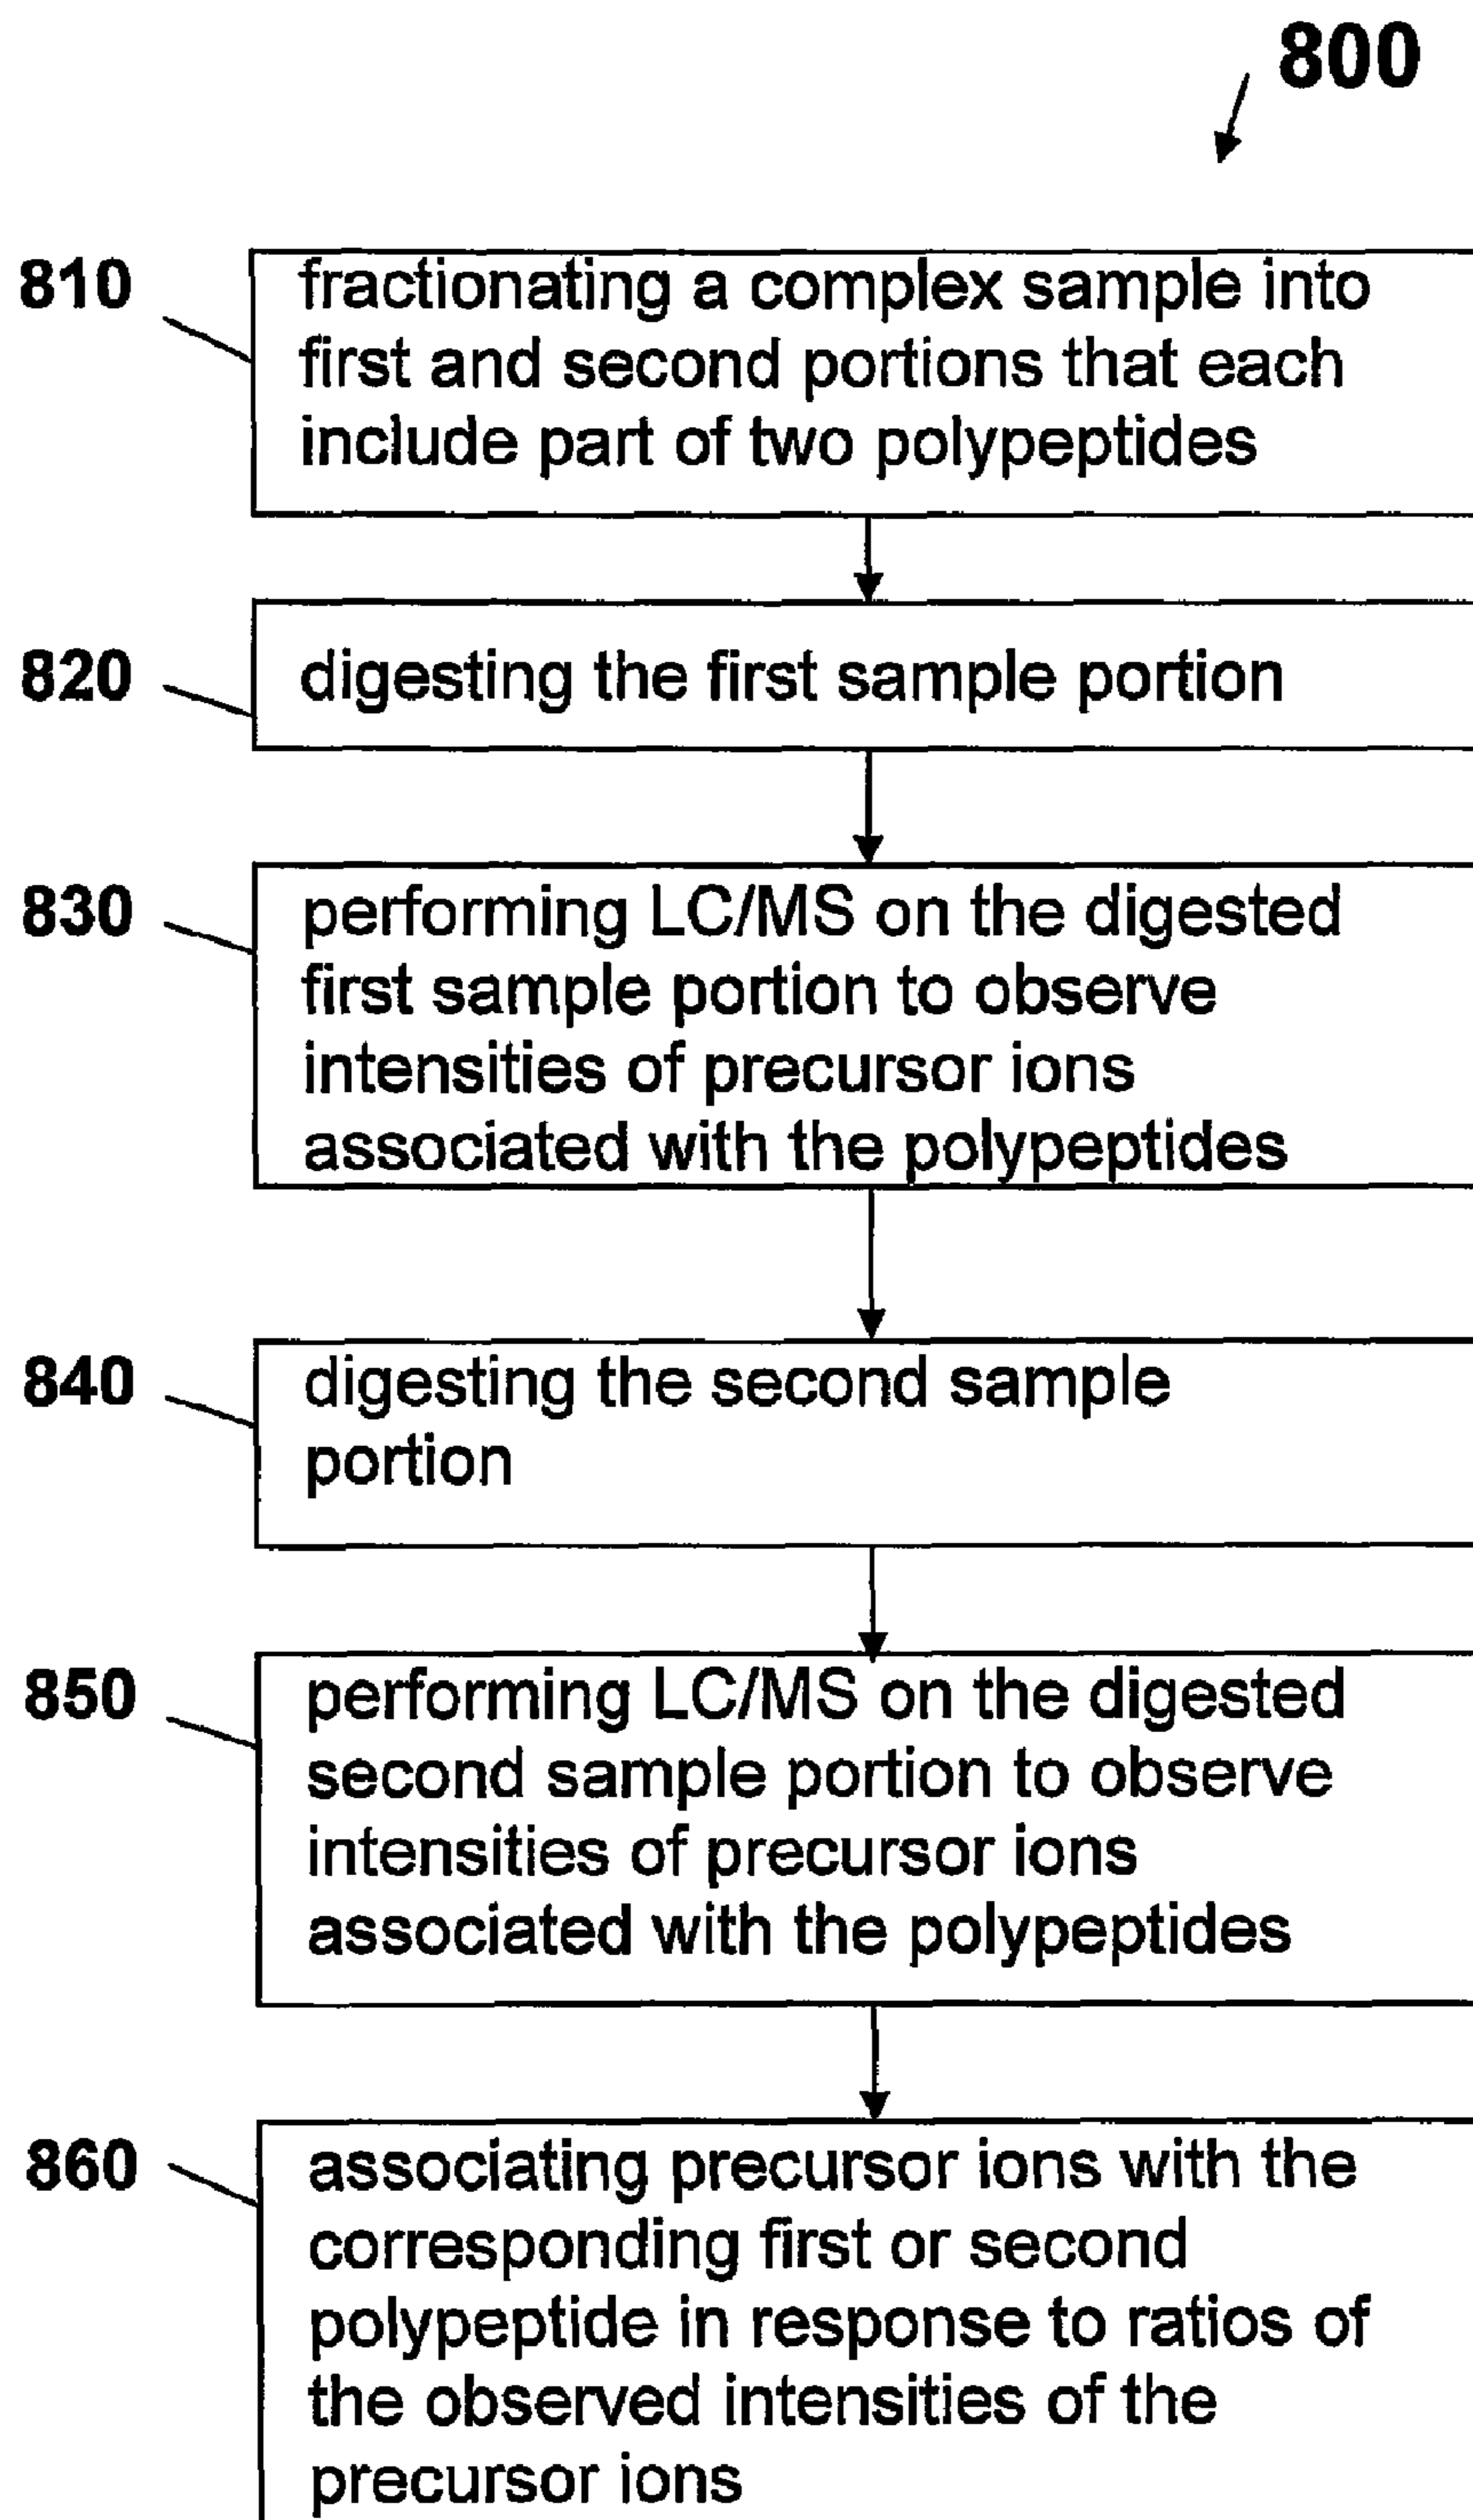 800
810
fractionating a complex sample into
first and second portions that each
include part of two polypeptides
820
digesting the first sample portion
830
performing LC/MS on the digested
first sample portion to observe
intensities of precursor ions
associated with the polypeptides
840
digesting the second sample
portion
850
performing LC/MS on the digested
second sample portion to observe
intensities of precursor ions
associated with the polypeptides
860
associating precursor ions with the
corresponding first or second
polypeptide in response to ratios of
the observed intensities of the
precursor ions